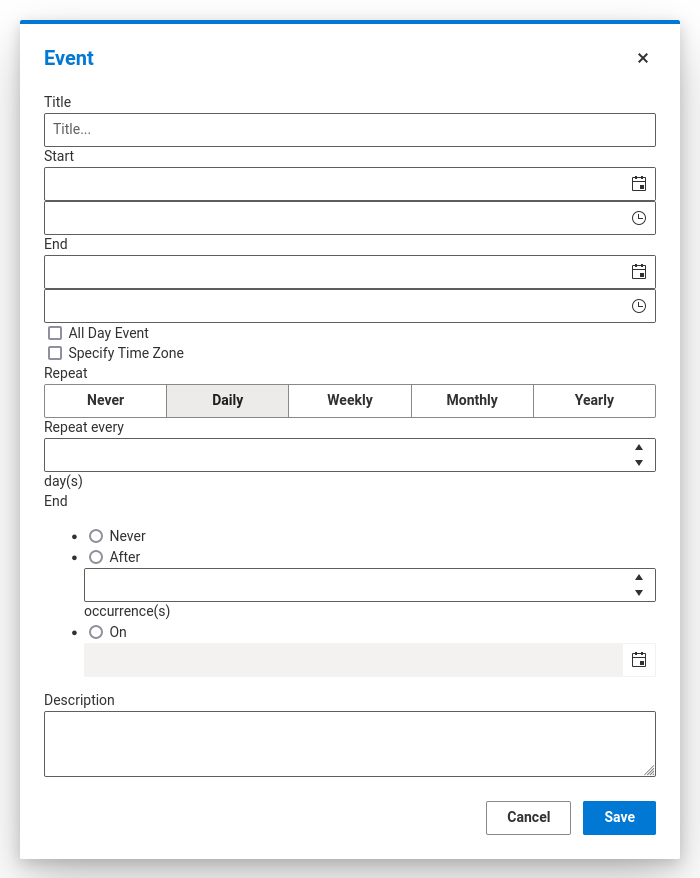 Event
Title
Title...
Start
End
All Day Event
Specify Time Zone
Repeat
Never Daily Weekly Monthly Yearly
Repeat every
day(s)
End
Never
After
occurrence(s)
On
Description
Cancel Save